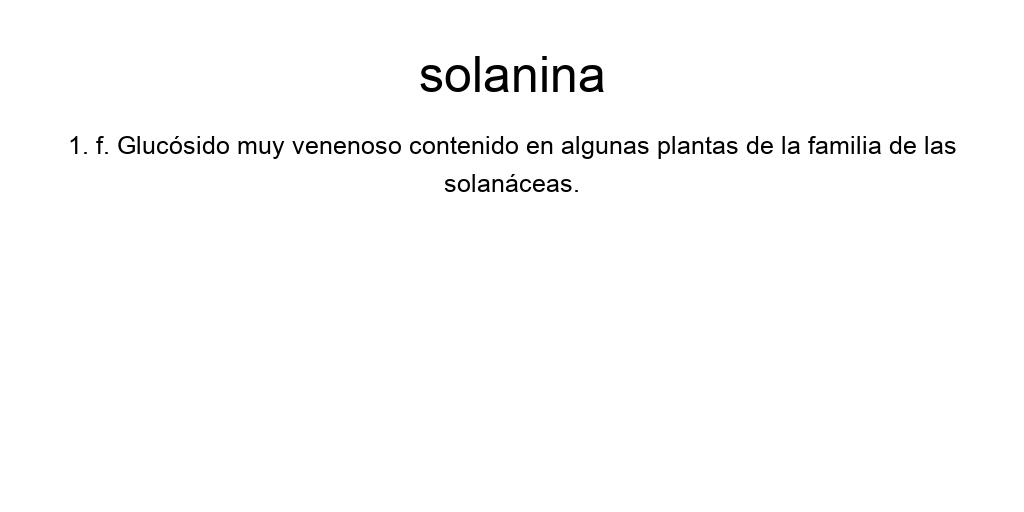 solanina
1. f. Glucósido muy venenoso contenido en algunas plantas de la familia de las
solanáceas.